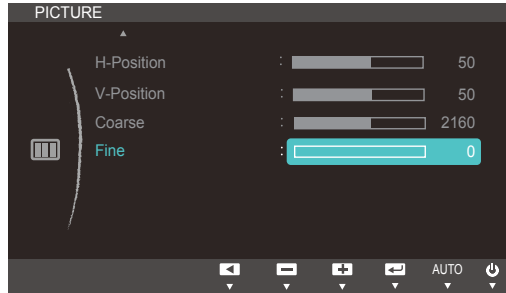 PICTURE
H-Position : 50
V-Position : 50
Coarse : 2160
Fine : 0
AUTO